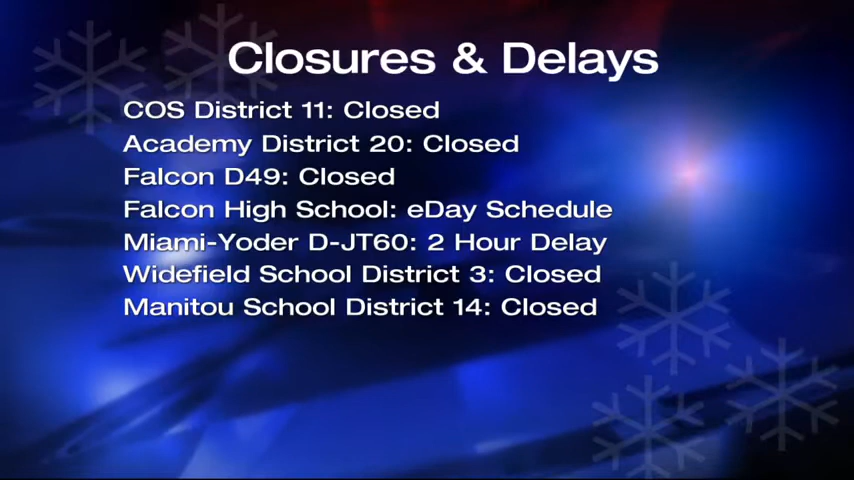 Closures & Delays
COS District 11: Closed
Academy District 20: Closed
Falcon D49: Closed
Falcon High School: eDay Schedule
Miami-Yoder D-JT60: 2 Hour Delay
Widefield School District 3: Closed
Manitou School District 14: Closed